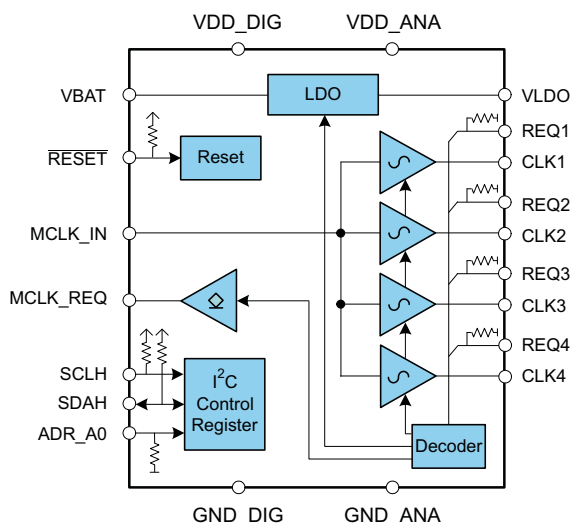 VDD_DIG VDD_ANA
VBAT
LDO
VLDO
REQ1
RESET
Reset
CLK1
REQ2
MCLK_IN
CLK2
REQ3
MCLK_REQ
CLK3
REQ4
SCLH
SDAH
ADR_A0
I²C
Control
Register
CLK4
Decoder
GND_DIG GND_ANA